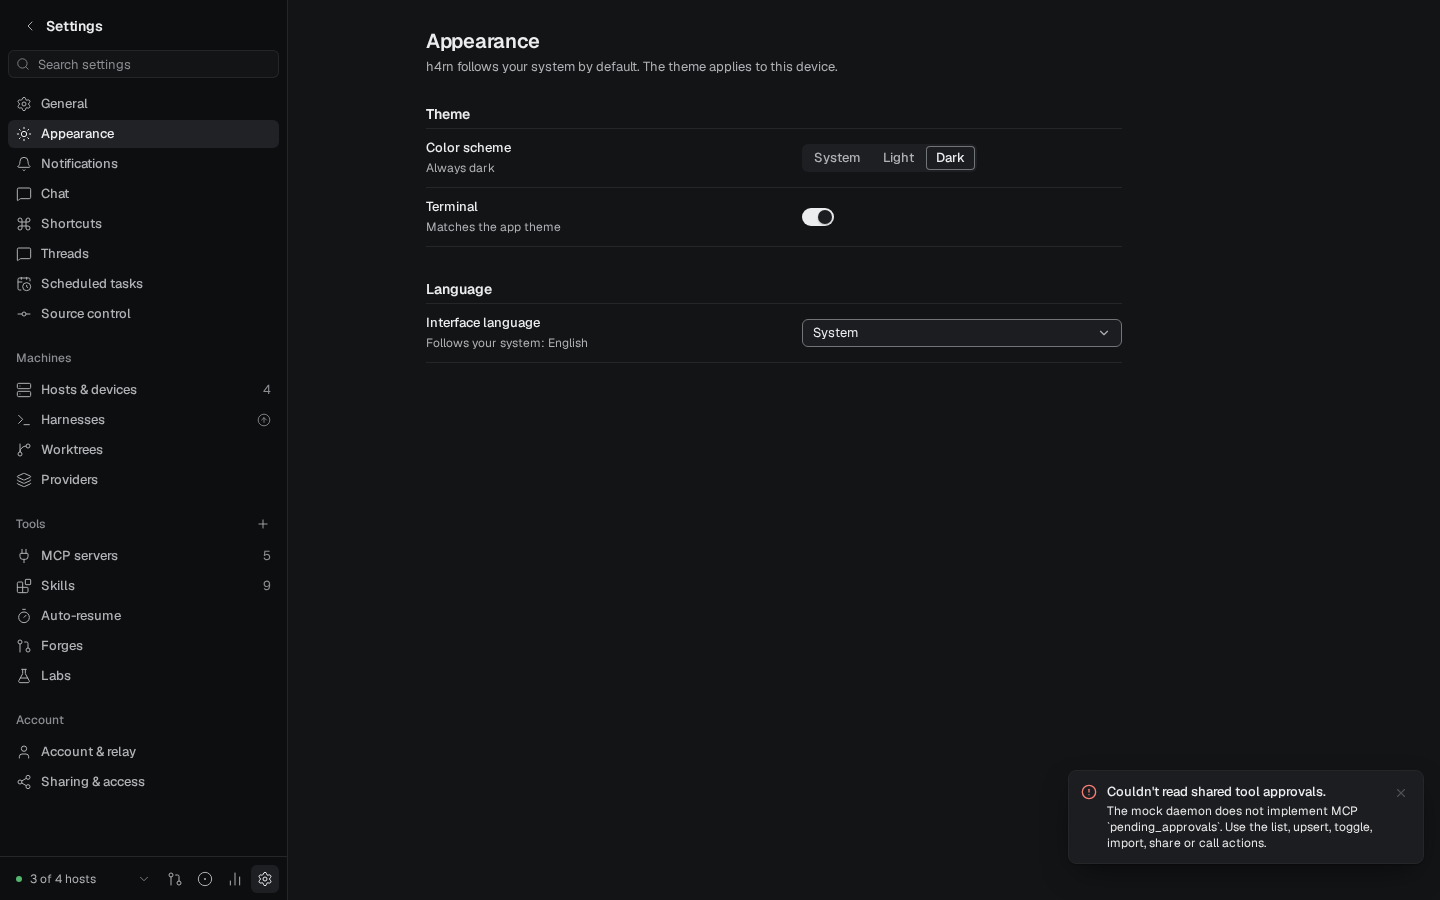 Settings
Search settings
General
Appearance
Notifications
Chat
Shortcuts
Threads
Scheduled tasks
Source control
Machines
Hosts & devices 4
Harnesses
Worktrees
Providers
Tools
MCP servers 5
Skills 9
Auto-resume
Forges
Labs
Account
Account & relay
Sharing & access
3 of 4 hosts
Appearance
h4rn follows your system by default. The theme applies to this device.
Theme
Color scheme
Always dark
System Light Dark
Terminal
Matches the app theme
Language
Interface language
Follows your system: English
System
Couldn't read shared tool approvals.
The mock daemon does not implement MCP
`pending_approvals`. Use the list, upsert, toggle,
import, share or call actions.